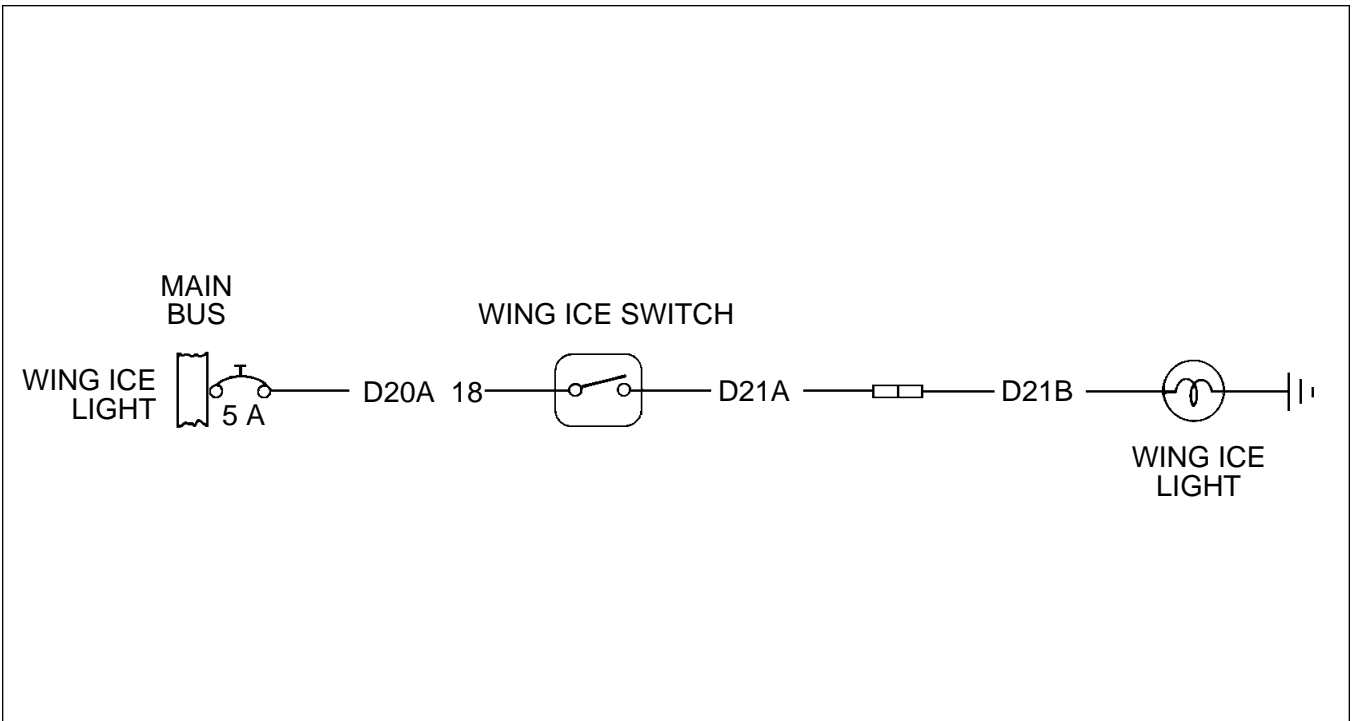 MAIN
BUS
WING ICE SWITCH
WING ICE
LIGHT
5 A
D20A 18
D21A
D21B
WING ICE
LIGHT